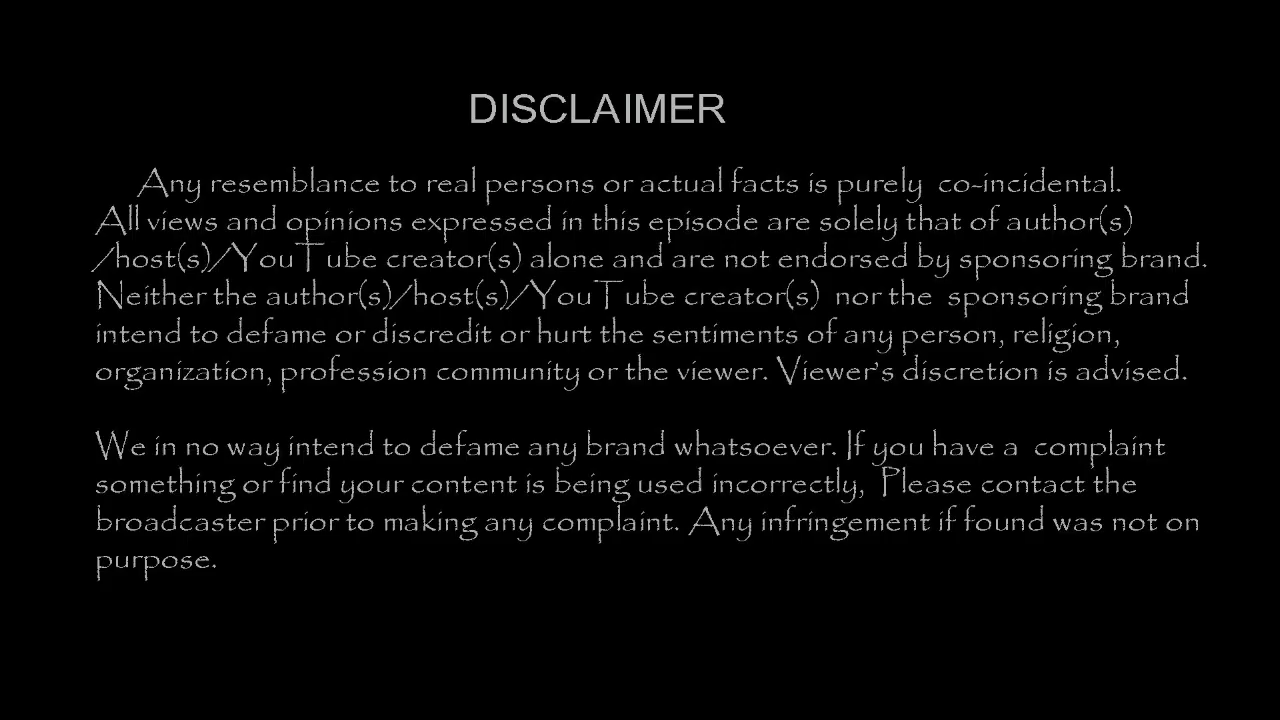 DISCLAIMER
Any resemblance to real persons or actual facts is purely co-incidental.
All views and opinions expressed in this episode are solely that of author(s)
/host(s)/YouTube creator(s) alone and are not endorsed by sponsoring brand.
Neither the author(s)/host(s)/YouTube creator(s) nor the sponsoring brand
intend to defame or discredit or hurt the sentiments of any person, religion,
organization, profession community or the viewer. Viewer's discretion is advised.
We in no way intend to defame any brand whatsoever. If you have a complaint
something or find your content is being used incorrectly, Please contact the
broadcaster prior to making any complaint. Any infringement if found was not on
purpose.